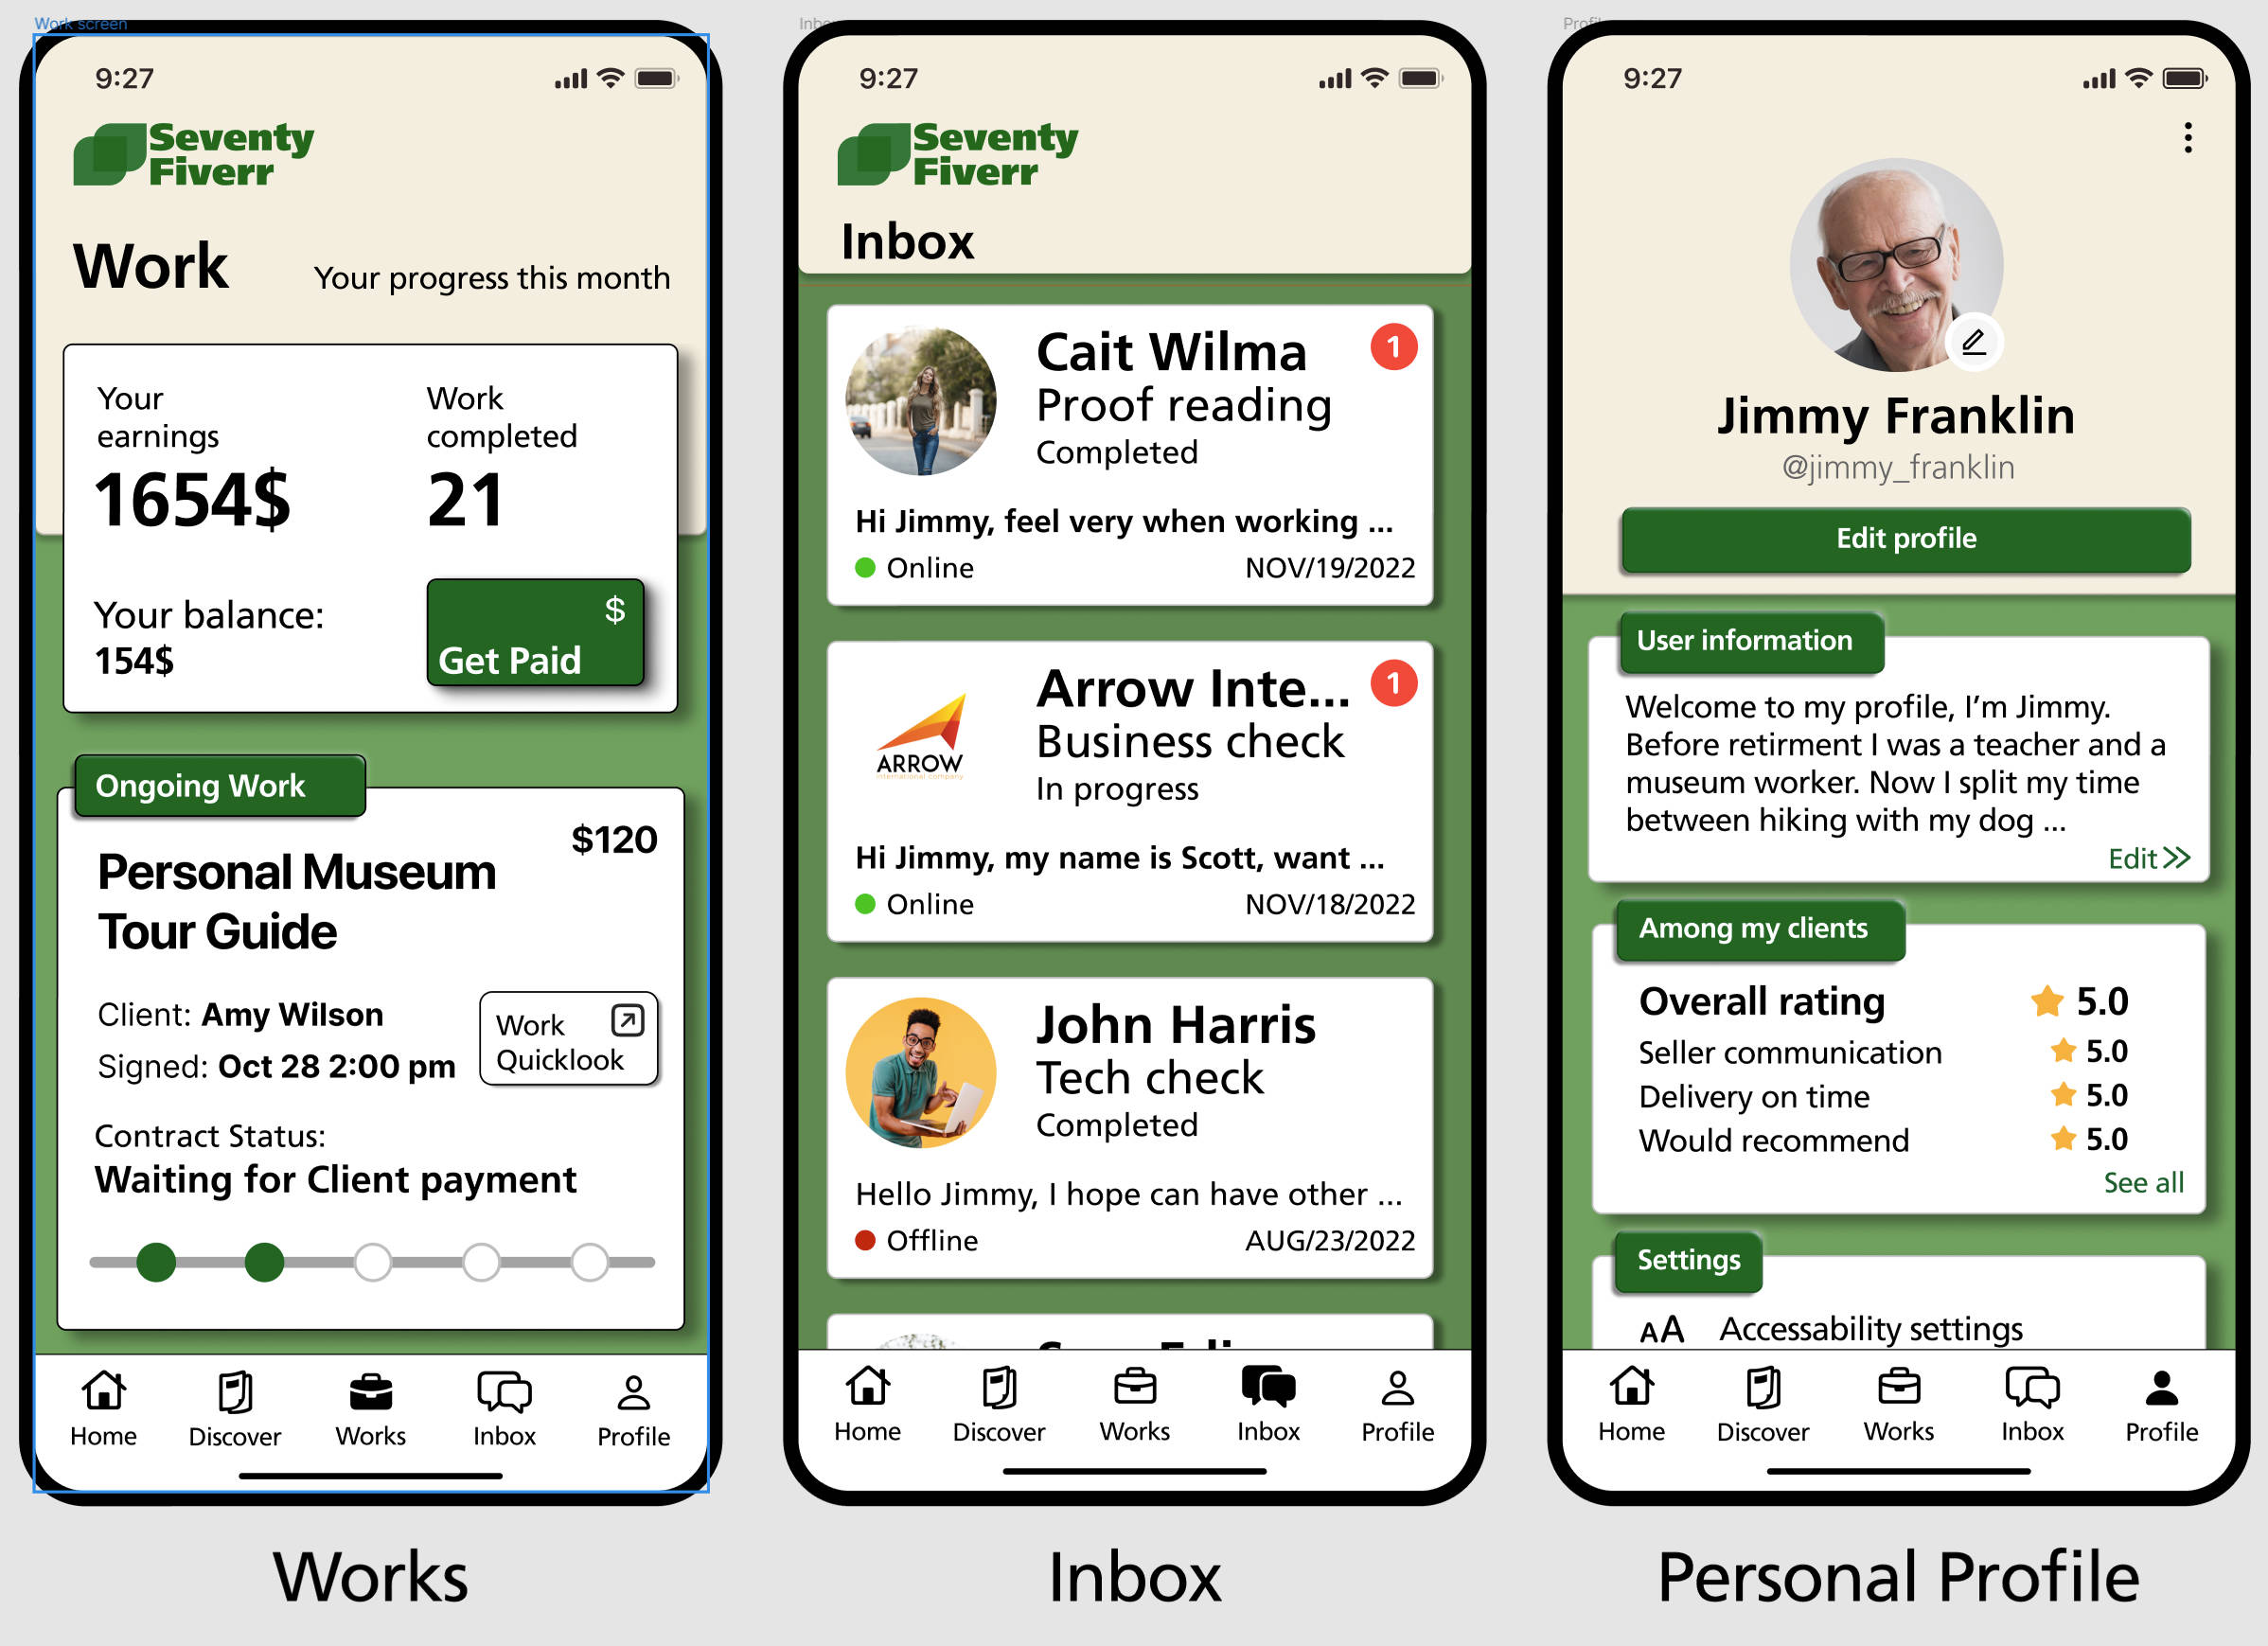 Work screen
9:27
Seventy
Fiverr
Work
Your progress this month
Your
earnings
1654$
Work
completed
21
Your balance:
154$
$
Get Paid
Ongoing Work
$120
Personal Museum
Tour Guide
Client: Amy Wilson
Signed: Oct 28 2:00 pm
Work
Quicklook
Contract Status:
Waiting for Client payment
Home
Discover
Works
Inbox
Profile
Works
9:27
Seventy
Fiverr
Inbox
Cait Wilma
1
Proof reading
Completed
Hi Jimmy, feel very when working ...
Online
NOV/19/2022
Arrow Inte...
1
ARROW
international company
Business check
In progress
Hi Jimmy, my name is Scott, want ...
Online
NOV/18/2022
John Harris
Tech check
Completed
Hello Jimmy, I hope can have other ...
Offline
AUG/23/2022
Home
Discover
Works
Inbox
Profile
Inbox
9:27
Jimmy Franklin
@jimmy_franklin
Edit profile
User information
Welcome to my profile, I’m Jimmy.
Before retirment I was a teacher and a
museum worker. Now I split my time
between hiking with my dog ...
Edit
Among my clients
Overall rating
5.0
Seller communication
5.0
Delivery on time
5.0
Would recommend
5.0
See all
Settings
AA
Accessability settings
Home
Discover
Works
Inbox
Profile
Personal Profile